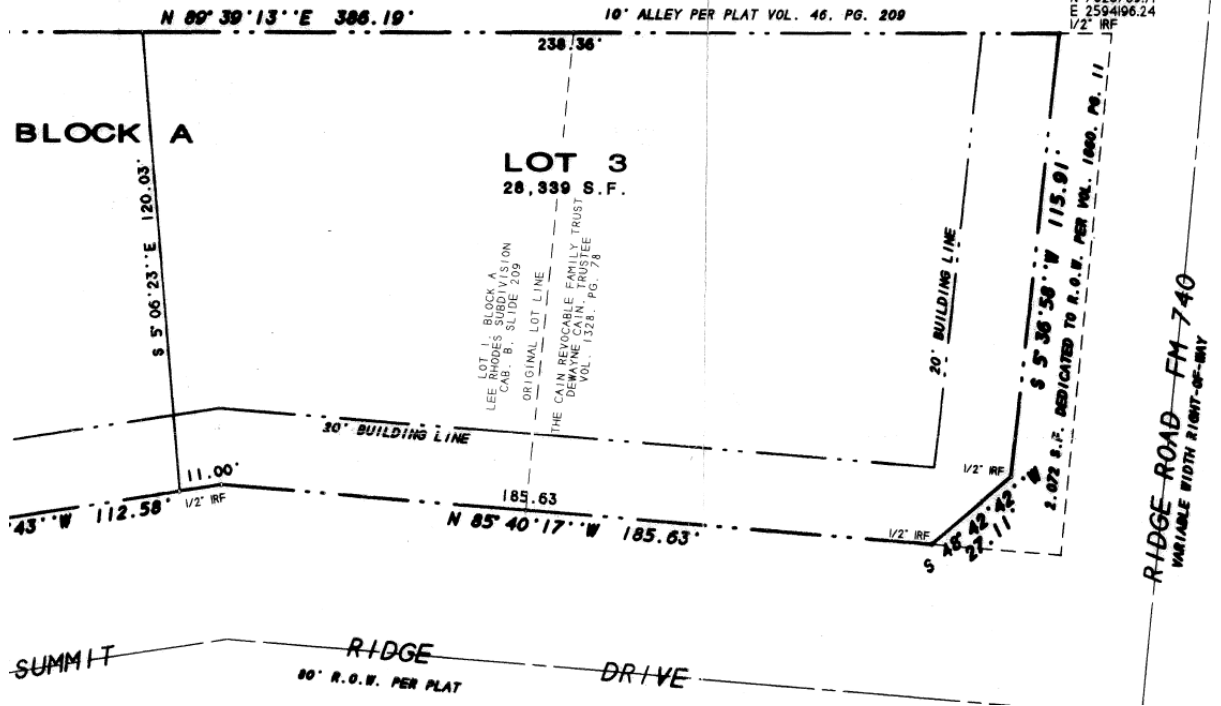 N 89°39'13''E 386.19'
10' ALLEY PER PLAT VOL. 46, PG. 209
E 2594196.24
1/2" IRF
238.36'
BLOCK A
LOT 3
28,339 S.F.
S 5°06'23''E 120.03'
LOT 1, BLOCK A
LEE RHODES SUBDIVISION
CAB. B, SLIDE 209
ORIGINAL LOT LINE
THE CAIN REVOCABLE FAMILY TRUST
DEWAYNE CAIN, TRUSTEE
VOL. 1328, PG. 78
20' BUILDING LINE
S 5°36'58''W 115.91'
2,072 S.F. DEDICATED TO R.O.W. PER VOL. 1860, PG. 11
RIDGE ROAD FM 740
VARIABLE WIDTH RIGHT-OF-WAY
20' BUILDING LINE
11.00'
1/2" IRF
43''W 112.58'
185.63
N 85°40'17''W 185.63'
1/2" IRF
1/2" IRF
S 48°42'42''W
27.11'
SUMMIT RIDGE DRIVE
80' R.O.W. PER PLAT